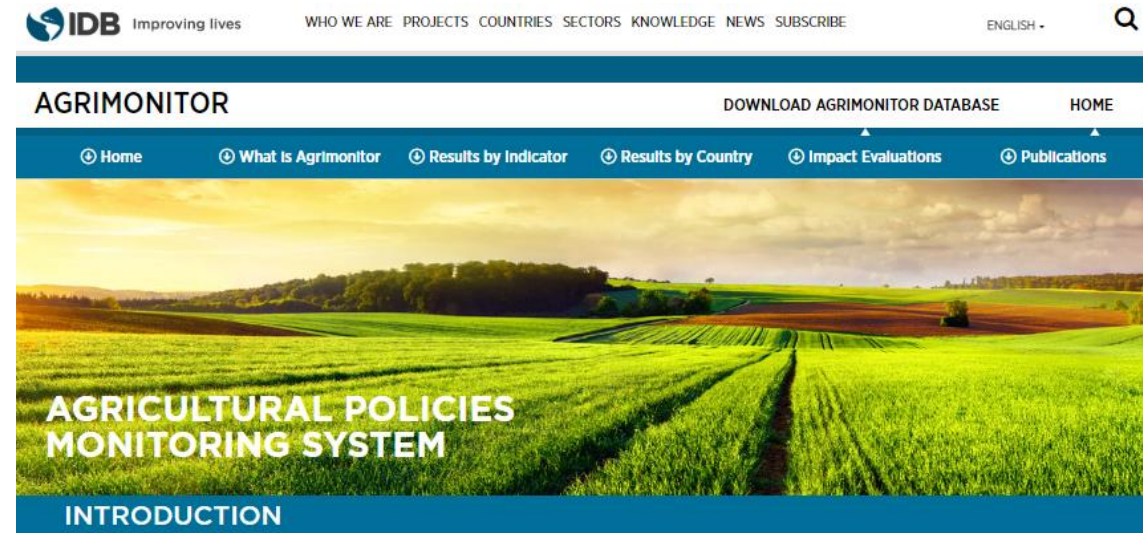 IDB Improving lives WHO WE ARE PROJECTS COUNTRIES SECTORS KNOWLEDGE NEWS SUBSCRIBE ENGLISH
AGRIMONITOR DOWNLOAD AGRIMONITOR DATABASE HOME
Home What is Agrimonitor Results by Indicator Results by Country Impact Evaluations Publications
AGRICULTURAL POLICIES
MONITORING SYSTEM
INTRODUCTION